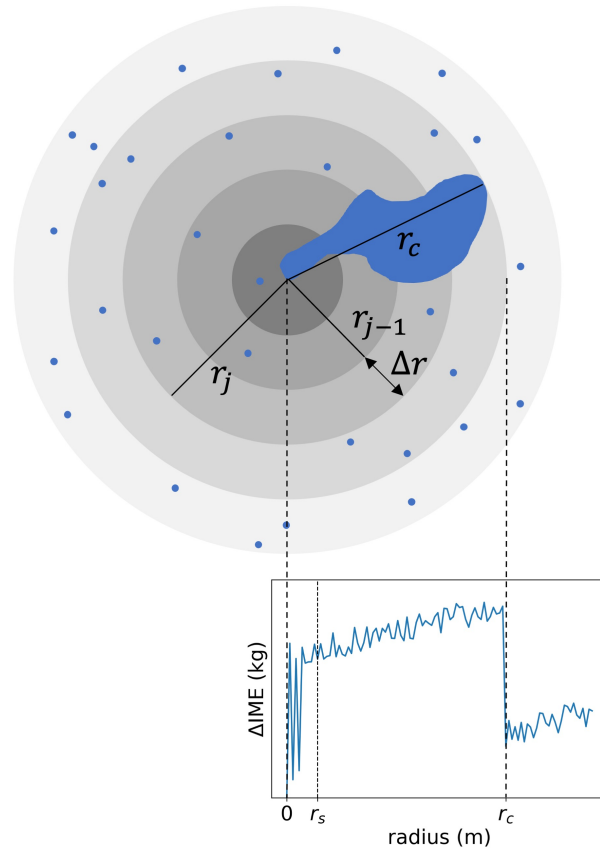 r_c
r_{j-1}
Δr
r_j
ΔIME (kg)
0 r_s r_c
radius (m)